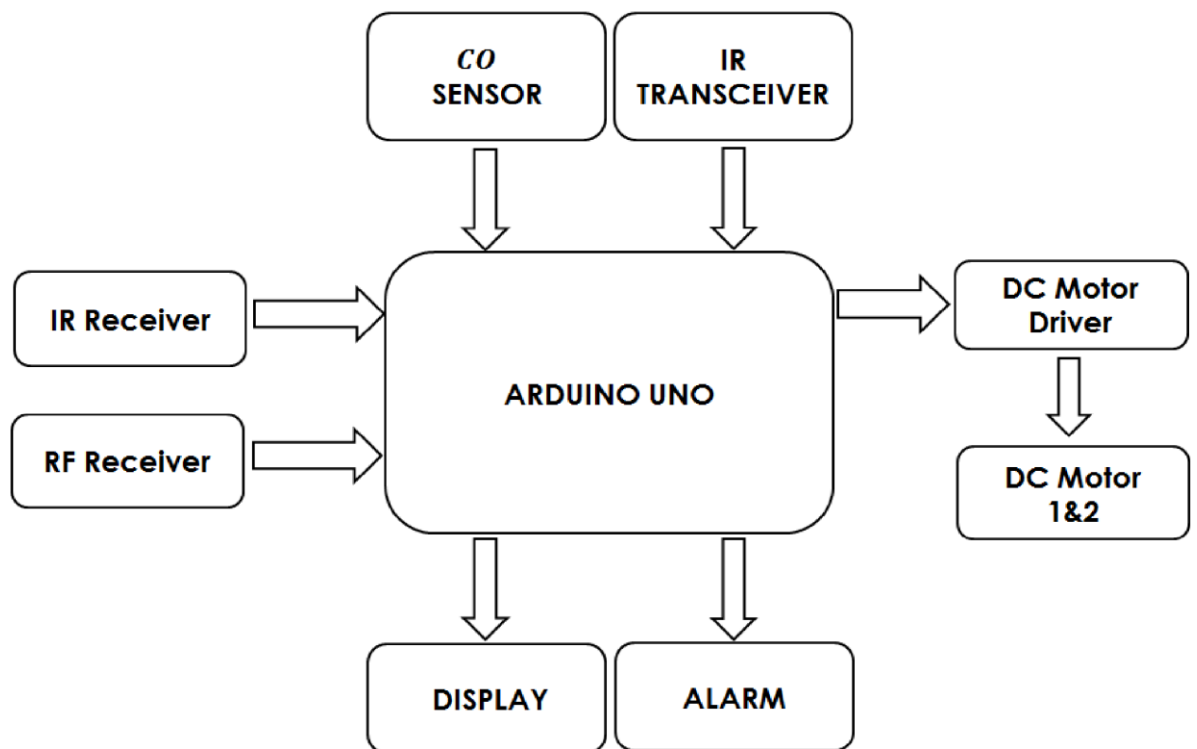 CO
SENSOR
IR
TRANSCEIVER
IR Receiver
DC Motor
Driver
ARDUINO UNO
RF Receiver
DC Motor
1&2
DISPLAY
ALARM